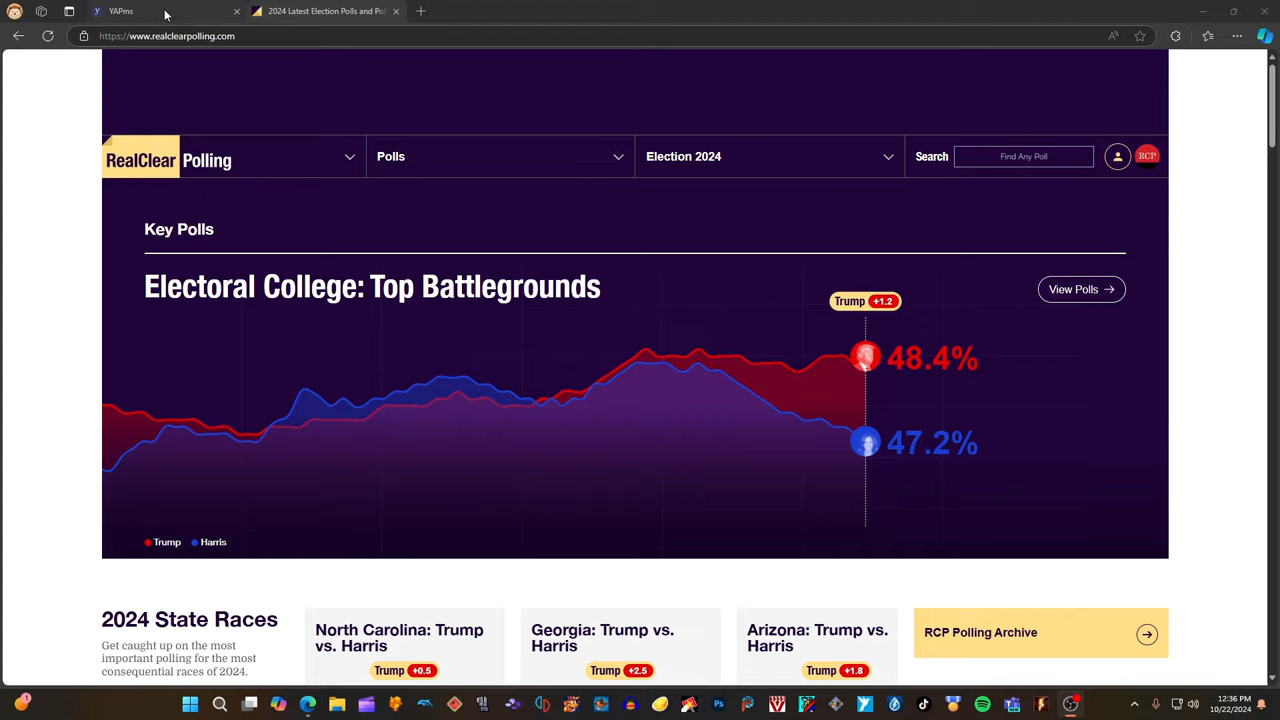 YAPms
2024 Latest Election Polls and Pol
https://www.realclearpolling.com
RealClear Polling
Polls
Election 2024
Search
Find Any Poll
RCP
Key Polls
Electoral College: Top Battlegrounds
View Polls
Trump +1.2
48.4%
47.2%
Trump
Harris
2024 State Races
Get caught up on the most
important polling for the most
consequential races of 2024.
North Carolina: Trump
vs. Harris
Trump +0.5
Georgia: Trump vs.
Harris
Trump +2.5
Arizona: Trump vs.
Harris
Trump +1.8
RCP Polling Archive
1
12:36 PM
10/22/2024